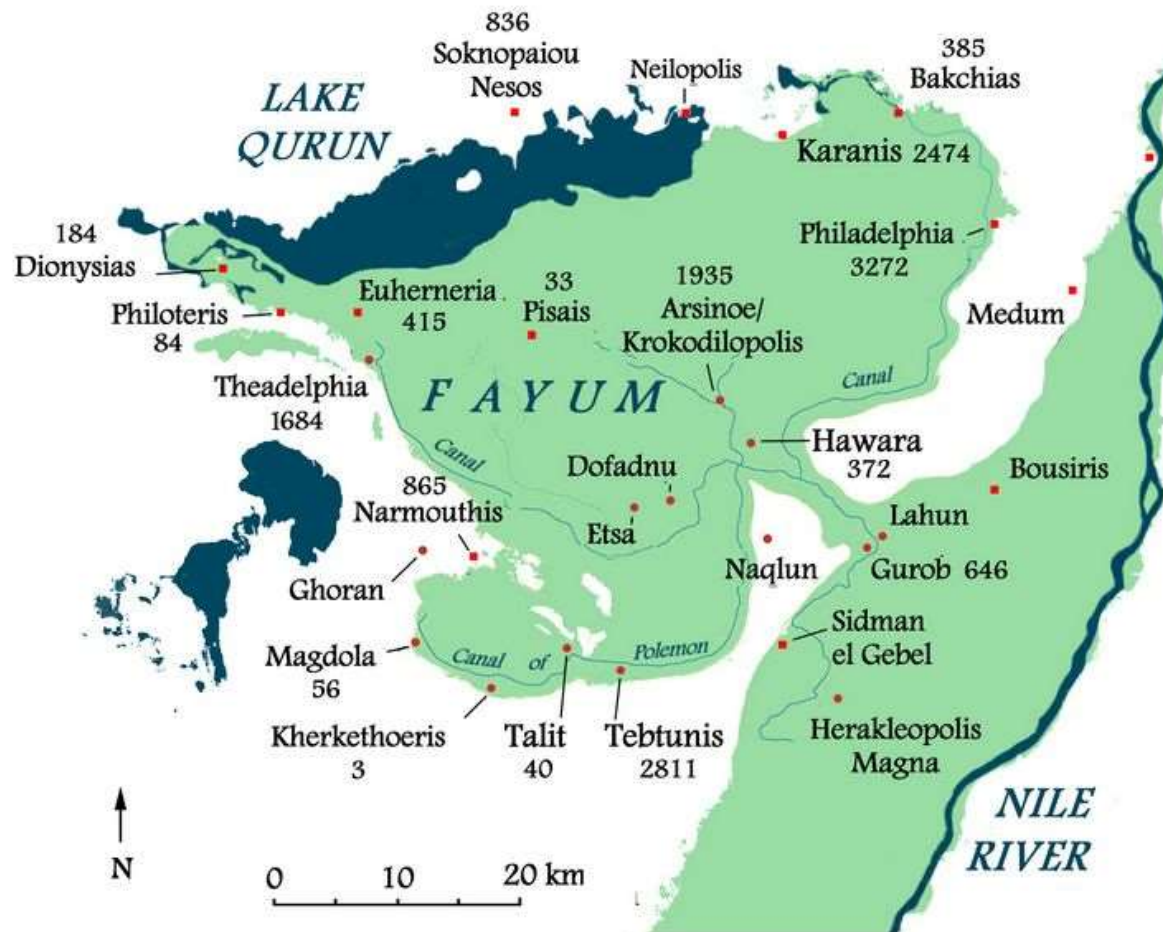 836
Soknopaiou
Nesos
Neilopolis
385
Bakchias
LAKE
QURUN
Karanis 2474
184
Dionysias
Philadelphia
3272
Philoteris
84
Euherneria
415
33
Pisais
1935
Arsinoe/
Krokodilopolis
Medum
Theadelphia
1684
FAYUM
Canal
Canal
Hawara
372
Dofadnu
Etsa
865
Narmouthis
Bousiris
Lahun
Ghoran
Naqlun
Gurob 646
Magdola
56
Canal of Polemon
Sidman
el Gebel
Kherkethoeris
3
Talit
40
Tebtunis
2811
Herakleopolis
Magna
NILE
RIVER
N
0 10 20 km